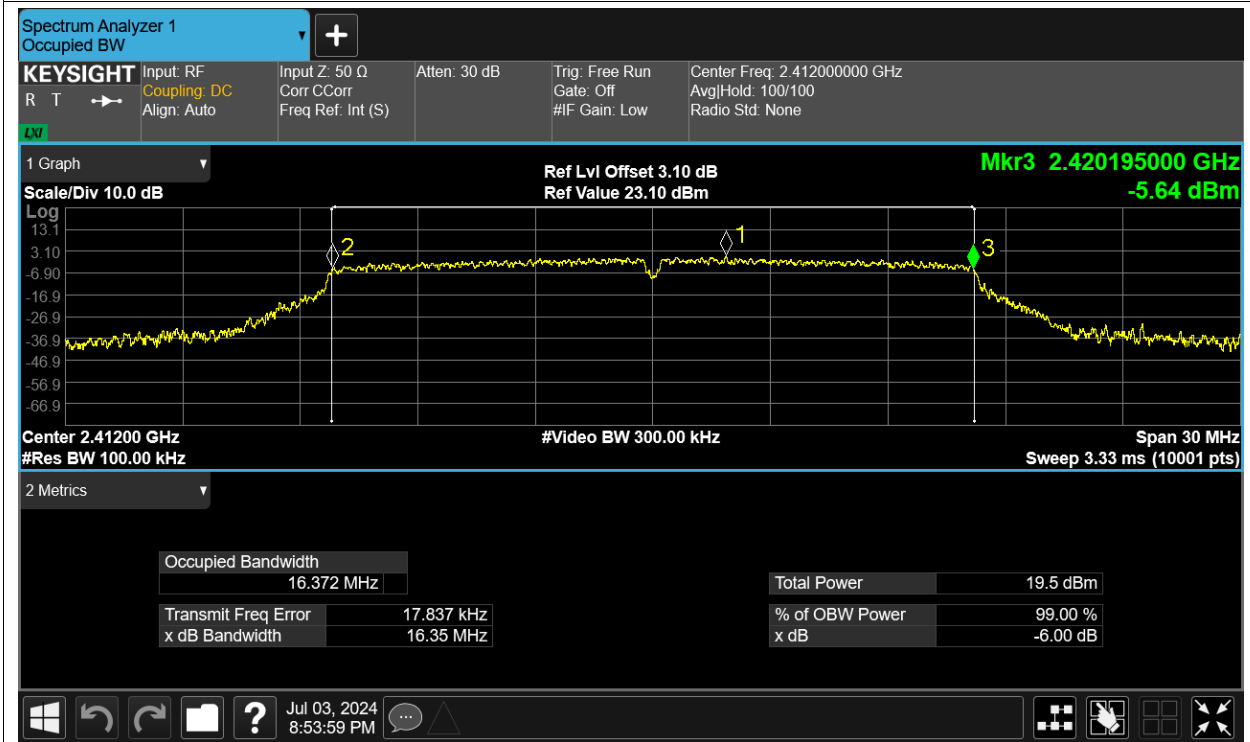 Spectrum Analyzer 1
Occupied BW
KEYSIGHT
R T
LXI
Input: RF
Coupling: DC
Align: Auto
Input Z: 50 Ω
Corr CCorr
Freq Ref: Int (S)
Atten: 30 dB
Trig: Free Run
Gate: Off
#IF Gain: Low
Center Freq: 2.412000000 GHz
Avg|Hold: 100/100
Radio Std: None
1 Graph
Scale/Div 10.0 dB
Ref Lvl Offset 3.10 dB
Ref Value 23.10 dBm
Mkr3 2.420195000 GHz
-5.64 dBm
Log
13.1
3.10
-6.90
-16.9
-26.9
-36.9
-46.9
-56.9
-66.9
2
1
3
Center 2.41200 GHz
#Res BW 100.00 kHz
#Video BW 300.00 kHz
Span 30 MHz
Sweep 3.33 ms (10001 pts)
2 Metrics
Occupied Bandwidth
16.372 MHz
Transmit Freq Error 17.837 kHz
x dB Bandwidth 16.35 MHz
Total Power 19.5 dBm
% of OBW Power 99.00 %
x dB -6.00 dB
?
Jul 03, 2024
8:53:59 PM